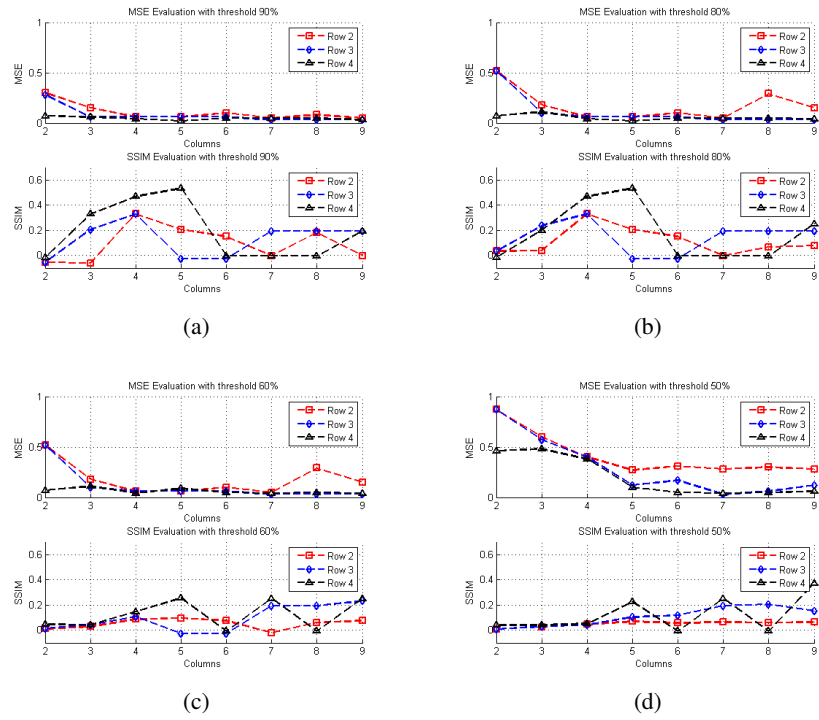 MSE Evaluation with threshold 90%
1
0.5
0
MSE
Row 2
Row 3
Row 4
2 3 4 5 6 7 8 9
Columns
SSIM Evaluation with threshold 90%
0.6
0.4
0.2
0
SSIM
Row 2
Row 3
Row 4
2 3 4 5 6 7 8 9
Columns
(a)
MSE Evaluation with threshold 80%
1
0.5
0
MSE
Row 2
Row 3
Row 4
2 3 4 5 6 7 8 9
Columns
SSIM Evaluation with threshold 80%
0.6
0.4
0.2
0
SSIM
Row 2
Row 3
Row 4
2 3 4 5 6 7 8 9
Columns
(b)
MSE Evaluation with threshold 60%
1
0.5
0
MSE
Row 2
Row 3
Row 4
2 3 4 5 6 7 8 9
Columns
SSIM Evaluation with threshold 60%
0.6
0.4
0.2
0
SSIM
Row 2
Row 3
Row 4
2 3 4 5 6 7 8 9
Columns
(c)
MSE Evaluation with threshold 50%
1
0.5
0
MSE
Row 2
Row 3
Row 4
2 3 4 5 6 7 8 9
Columns
SSIM Evaluation with threshold 50%
0.6
0.4
0.2
0
SSIM
Row 2
Row 3
Row 4
2 3 4 5 6 7 8 9
Columns
(d)